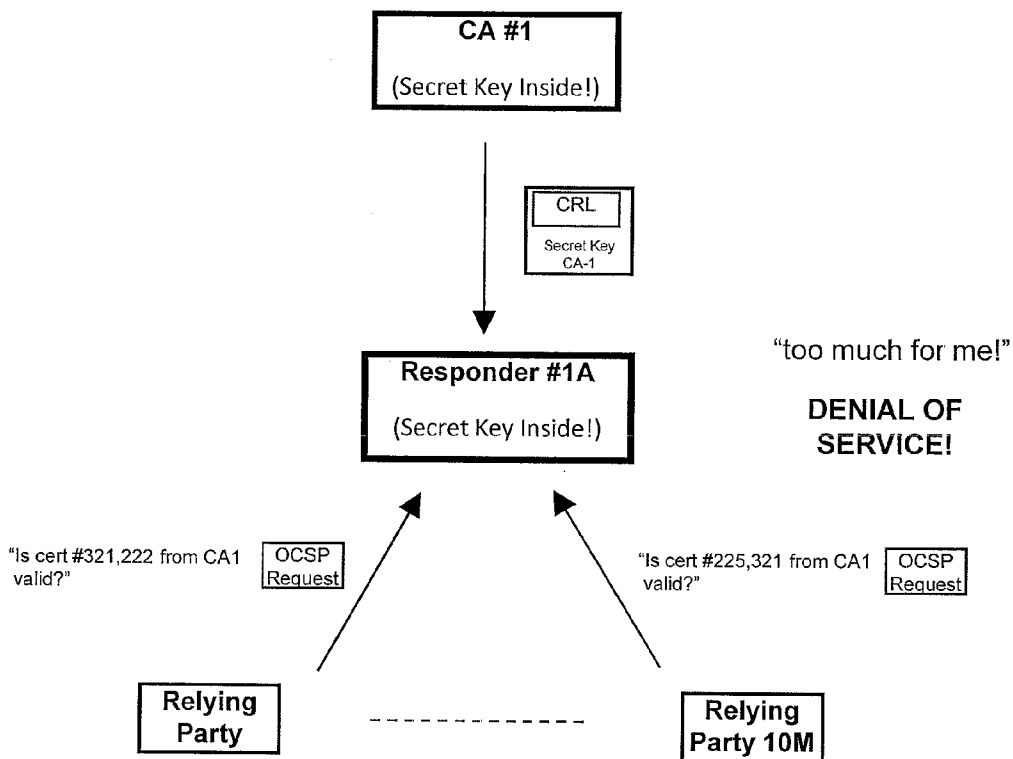 CA #1
(Secret Key Inside!)
CRL
Secret Key
CA-1
"too much for me!"
Responder #1A
(Secret Key Inside!)
DENIAL OF
SERVICE!
"Is cert #321,222 from CA1
valid?"
OCSP
Request
"Is cert #225,321 from CA1
valid?"
OCSP
Request
Relying
Party
Relying
Party 10M